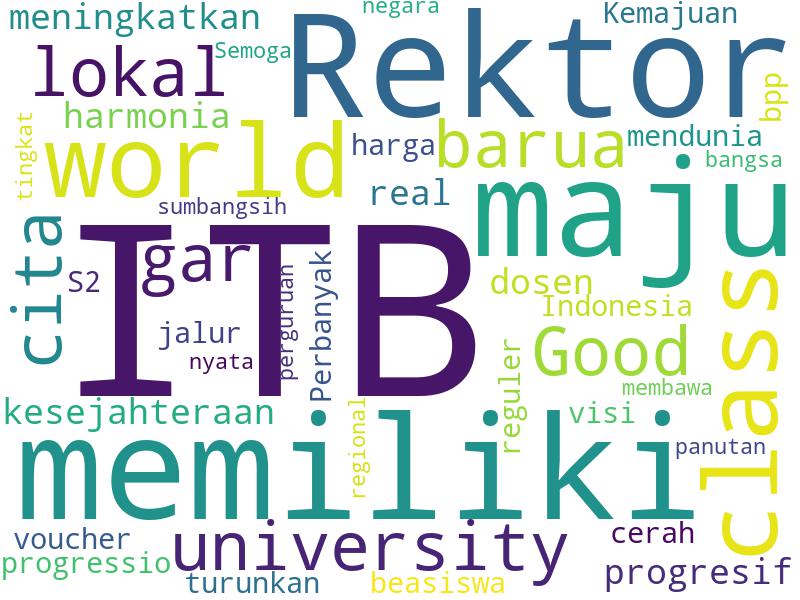 meningkatkan
negara
Kemajuan
Rektor
lokal
Semoga
bpp
harmonia
tingkat
world
harga
barua
mendunia
bangsa
real
maju
sumbangsih
cita
ITB
gar
S2
perguruan
Perbanyak
dosen
Indonesia
class
jalur
nyata
Good
reguler
membawa
kesejahteraan
regional
visi
memiliki
panutan
voucher
university
cerah
progressio
turunkan
beasiswa
progresif